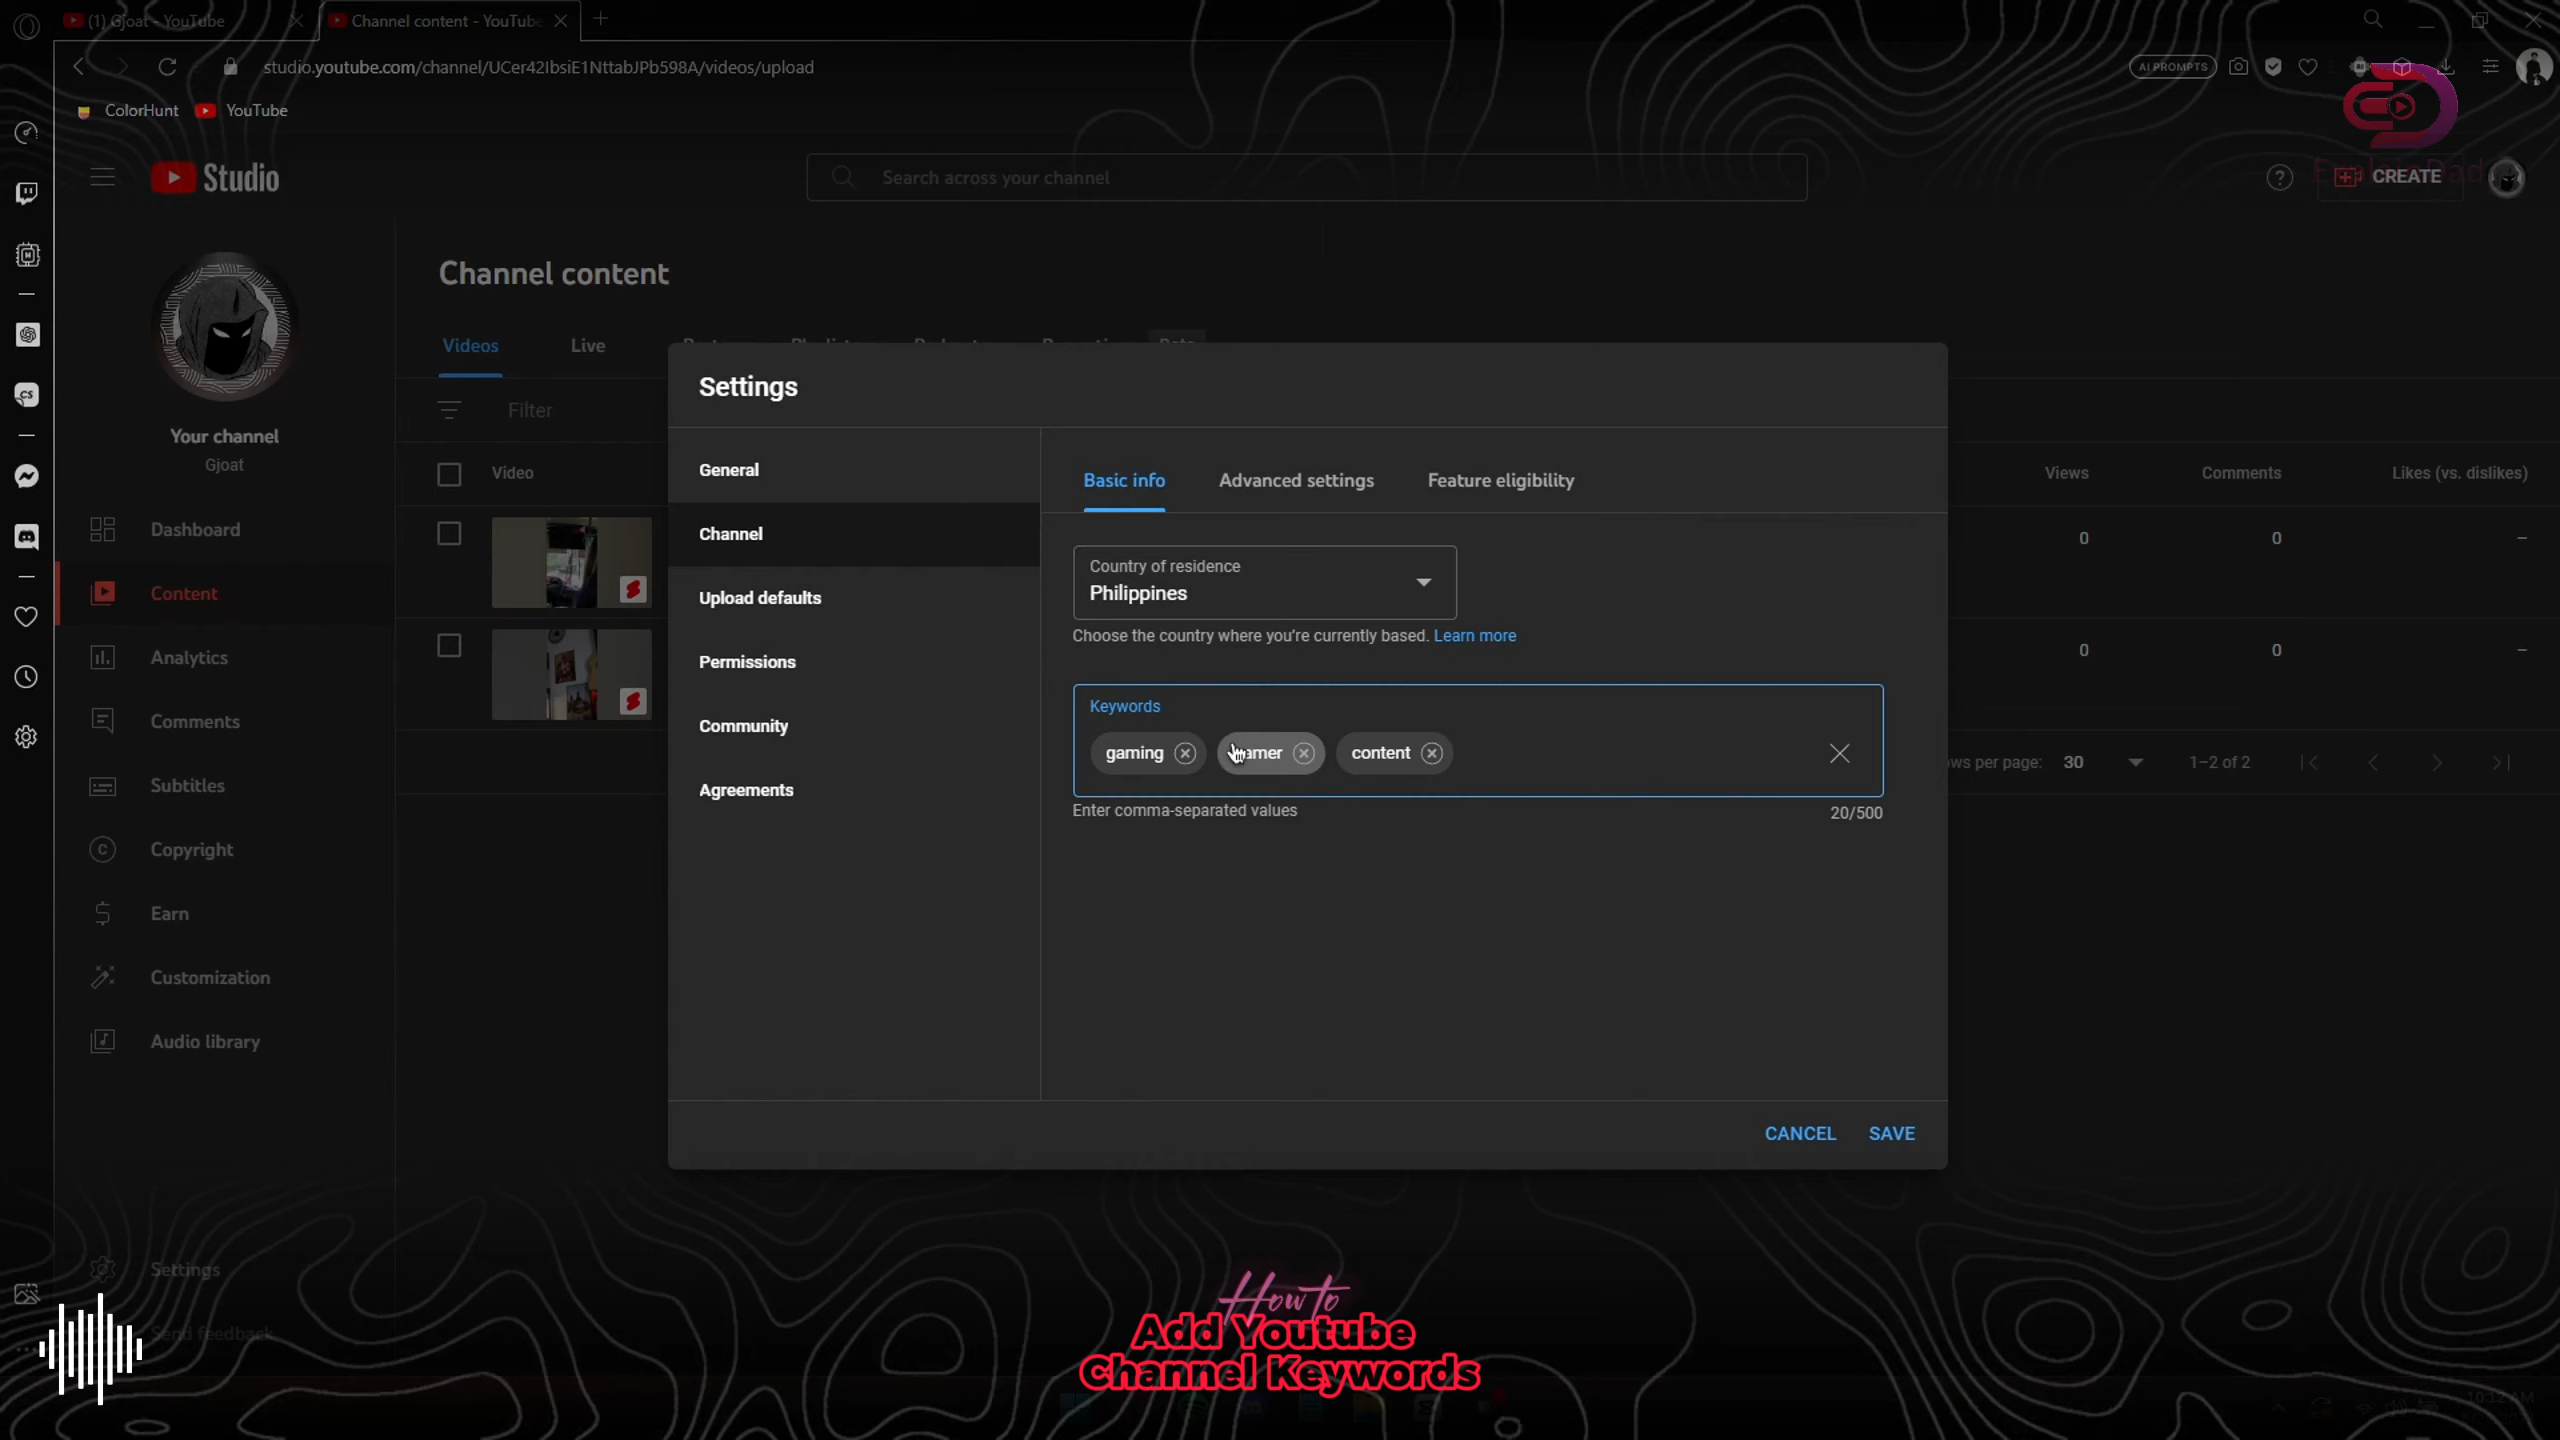 (1) Gjoat - YouTube
Channel content - YouTube
studio.youtube.com/channel/UCer42IbsiE1NttabJPb598A/videos/upload
AI PROMPTS
ColorHunt
YouTube
Studio
Search across your channel
CREATE
Channel content
Videos
Live
Filter
Your channel
Gjoat
Video
Views
Comments
Likes (vs. dislikes)
Dashboard
Content
Analytics
Comments
Subtitles
Copyright
Earn
Customization
Audio library
Settings
Send feedback
0
0
–
0
0
–
30
1–2 of 2
Settings
General
Channel
Upload defaults
Permissions
Community
Agreements
Basic info
Advanced settings
Feature eligibility
Country of residence
Philippines
Choose the country where you're currently based. Learn more
Keywords
gaming
content
Enter comma-separated values
20/500
CANCEL
SAVE
How to
Add Youtube
Channel Keywords